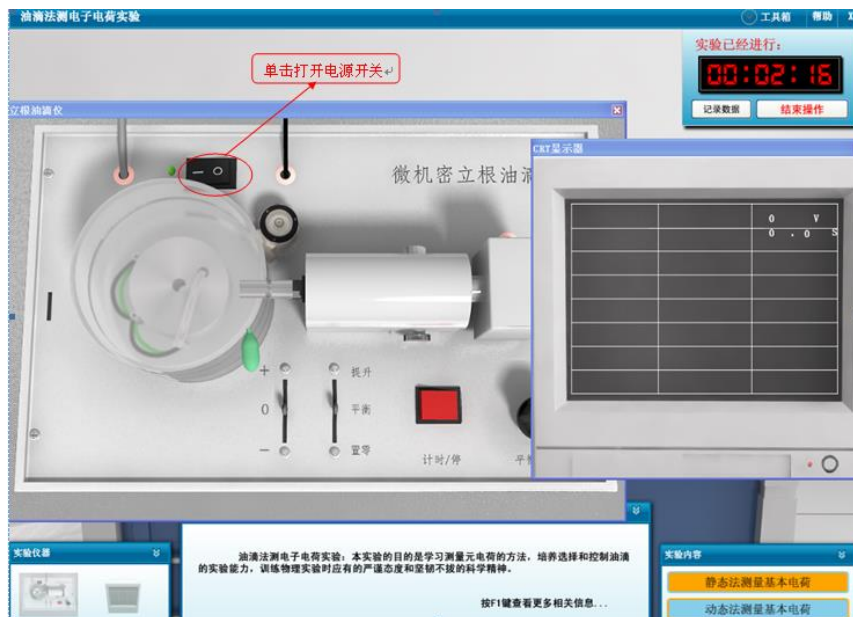 油滴法测电子电荷实验
工具箱 帮助
实验已经进行：
00:02:16
记录数据 结束操作
单击打开电源开关
立根油滴仪
CRT显示器
微机密立根油滴
0 V
0.0 S
+ 提升
0 平衡
- 置零
计时/停
实验仪器
油滴法测电子电荷实验：本实验的目的是学习测量元电荷的方法，培养选择和控制油滴
的实验能力，训练物理实验时应有的严谨态度和坚韧不拔的科学精神。
按F1键查看更多相关信息...
实验内容
静态法测量基本电荷
动态法测量基本电荷